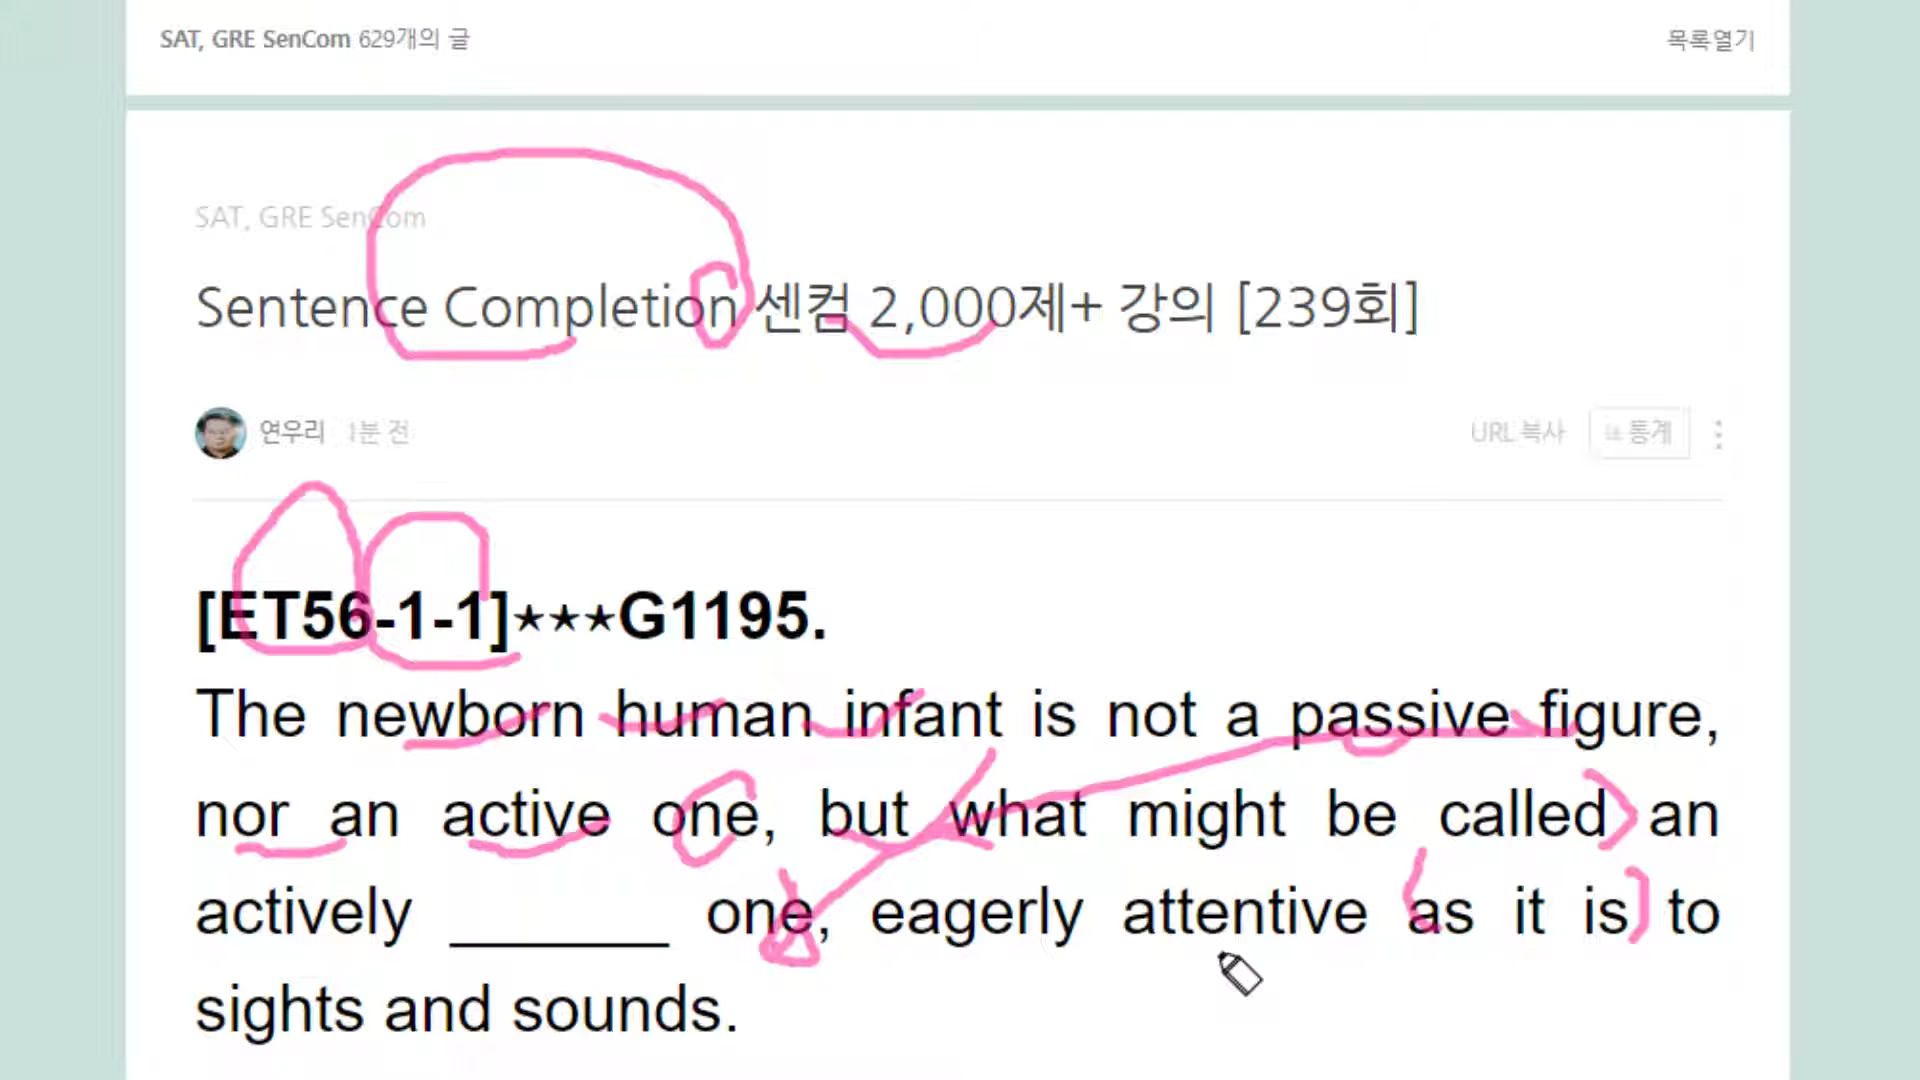 SAT, GRE SenCom 629개의 글
목록열기
SAT, GRE SenCom
Sentence Completion 센컴 2,000제+ 강의 [239회]
연우리 1분 전
URL 복사 통계
[ET56-1-1]★★★G1195.
The newborn human infant is not a passive figure,
nor an active one, but what might be called an
actively _______ one, eagerly attentive as it is to
sights and sounds.